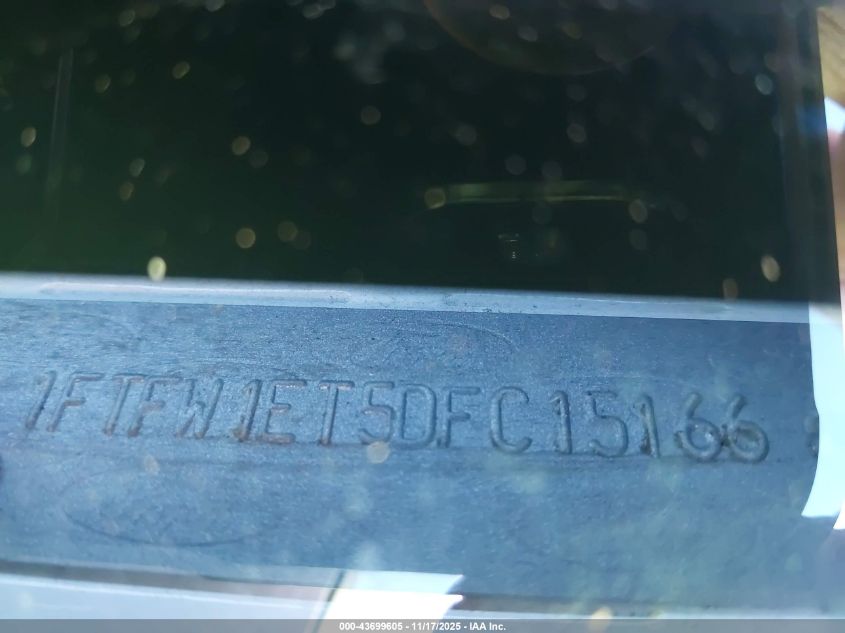 1FTFW1ET5DFC15166
000-43699605 - 11/17/2025 - IAA Inc.